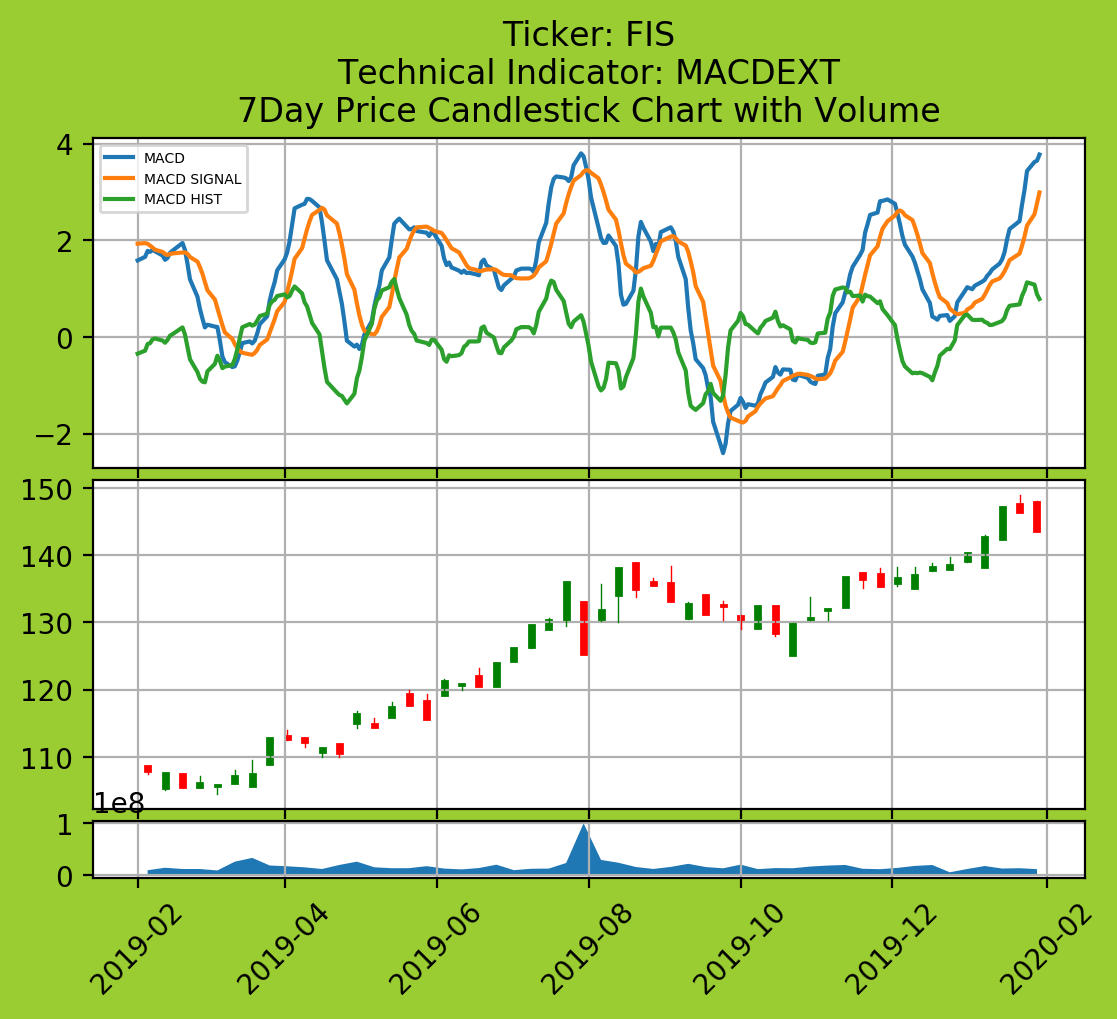 Ticker: FIS
Technical Indicator: MACDEXT
7Day Price Candlestick Chart with Volume
4
2
0
−2
MACD
MACD SIGNAL
MACD HIST
150
140
130
120
110
1e8
1
0
2019-02
2019-04
2019-06
2019-08
2019-10
2019-12
2020-02